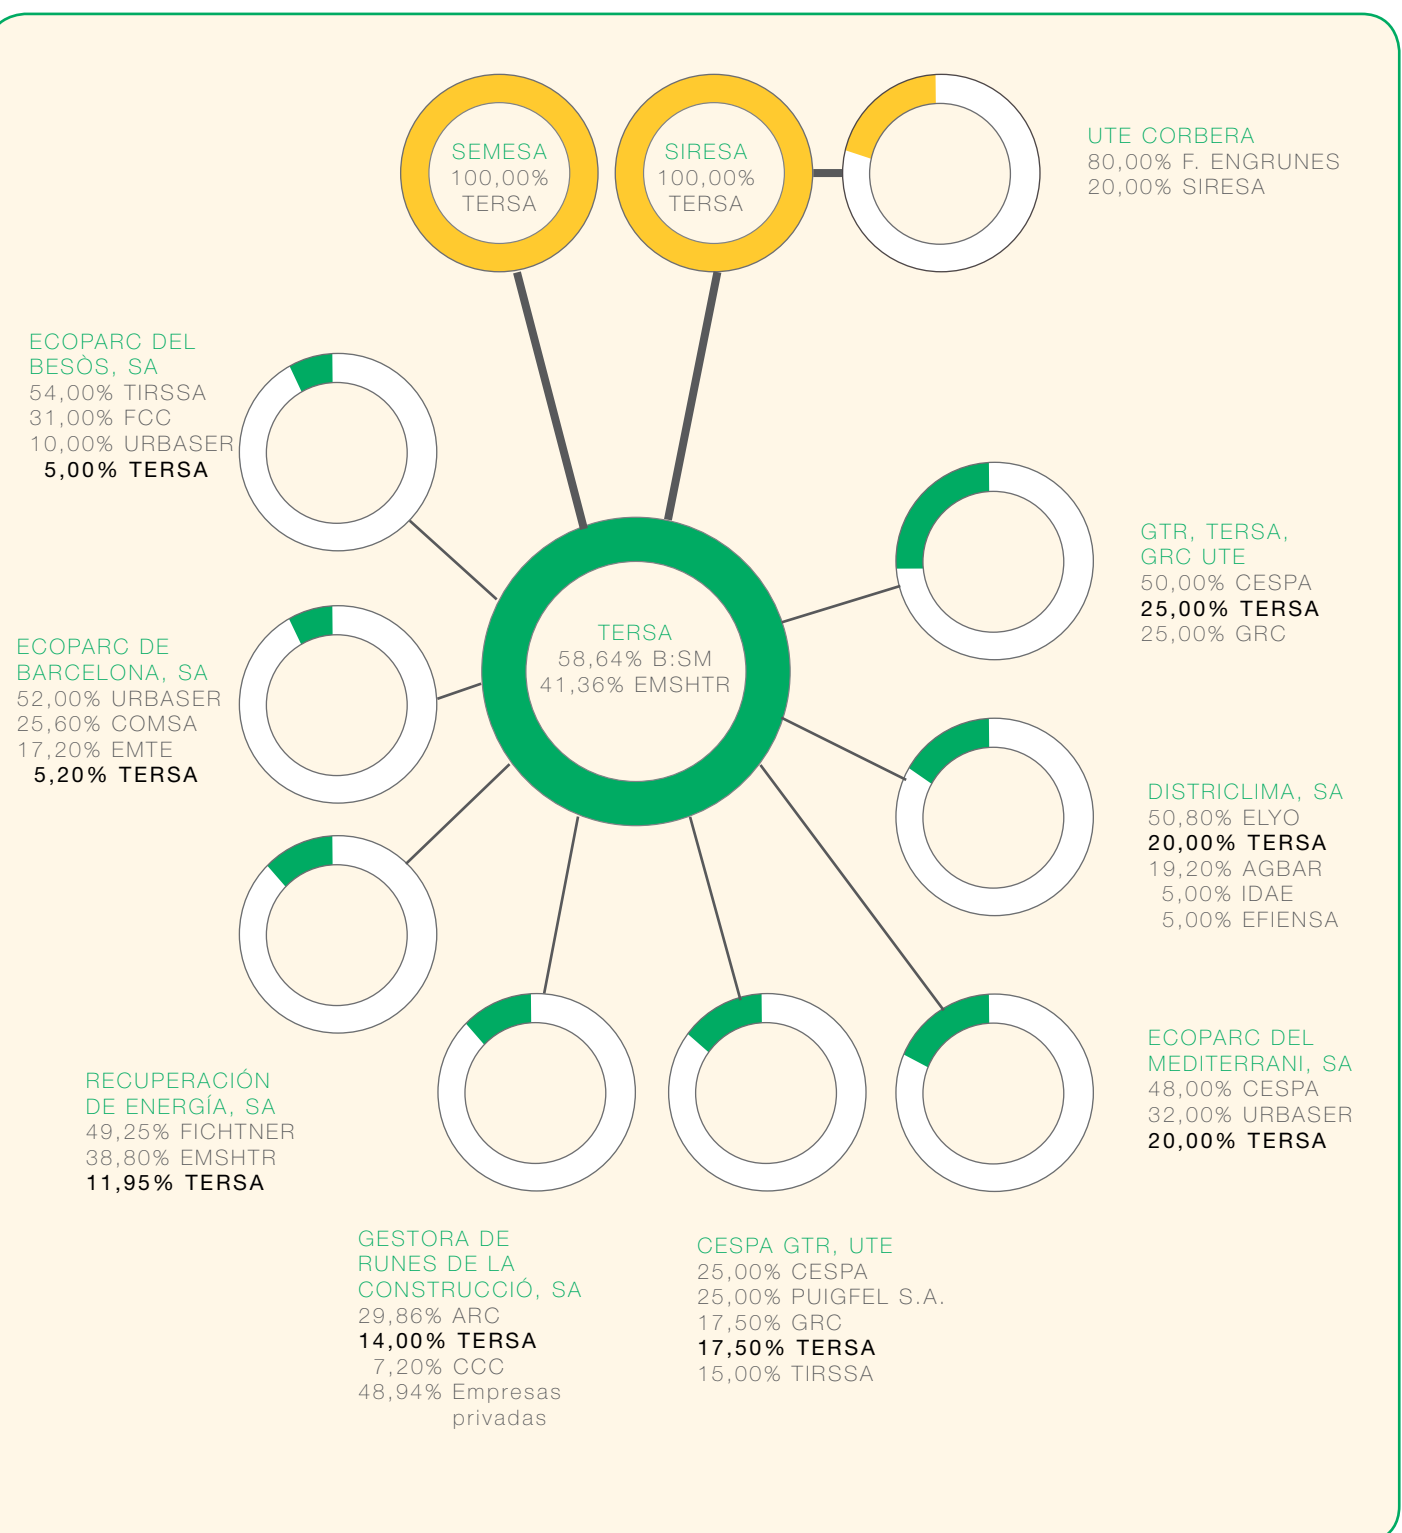 SEMESA
100,00%
TERSA
SIRESA
100,00%
TERSA
UTE CORBERA
80,00% F. ENGRUNES
20,00% SIRESA
ECOPARC DEL
BESÒS, SA
54,00% TIRSSA
31,00% FCC
10,00% URBASER
5,00% TERSA
GTR, TERSA,
GRC UTE
50,00% CESPA
25,00% TERSA
25,00% GRC
TERSA
58,64% B:SM
41,36% EMSHTR
ECOPARC DE
BARCELONA, SA
52,00% URBASER
25,60% COMSA
17,20% EMTE
5,20% TERSA
DISTRICLIMA, SA
50,80% ELYO
20,00% TERSA
19,20% AGBAR
5,00% IDAE
5,00% EFIENSA
ECOPARC DEL
MEDITERRANI, SA
48,00% CESPA
32,00% URBASER
20,00% TERSA
RECUPERACIÓN
DE ENERGÍA, SA
49,25% FICHTNER
38,80% EMSHTR
11,95% TERSA
GESTORA DE
RUNES DE LA
CONSTRUCCIÓ, SA
29,86% ARC
14,00% TERSA
7,20% CCC
48,94% Empresas
privadas
CESPA GTR, UTE
25,00% CESPA
25,00% PUIGFEL S.A.
17,50% GRC
17,50% TERSA
15,00% TIRSSA